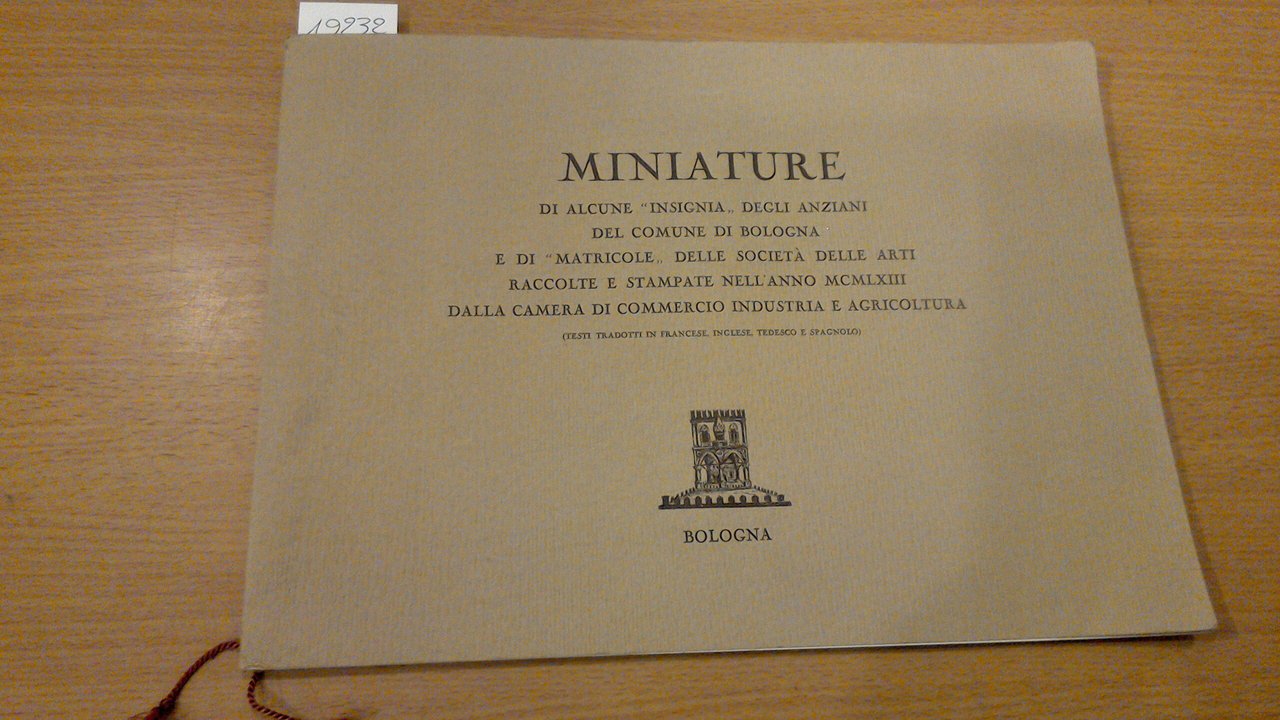 19232
MINIATURE
DI ALCUNE “INSIGNIA„ DEGLI ANZIANI
DEL COMUNE DI BOLOGNA
E DI “MATRICOLE„ DELLE SOCIETÀ DELLE ARTI
RACCOLTE E STAMPATE NELL'ANNO MCMLXIII
DALLA CAMERA DI COMMERCIO INDUSTRIA E AGRICOLTURA
(TESTI TRADOTTI IN FRANCESE, INGLESE, TEDESCO E SPAGNOLO)
BOLOGNA